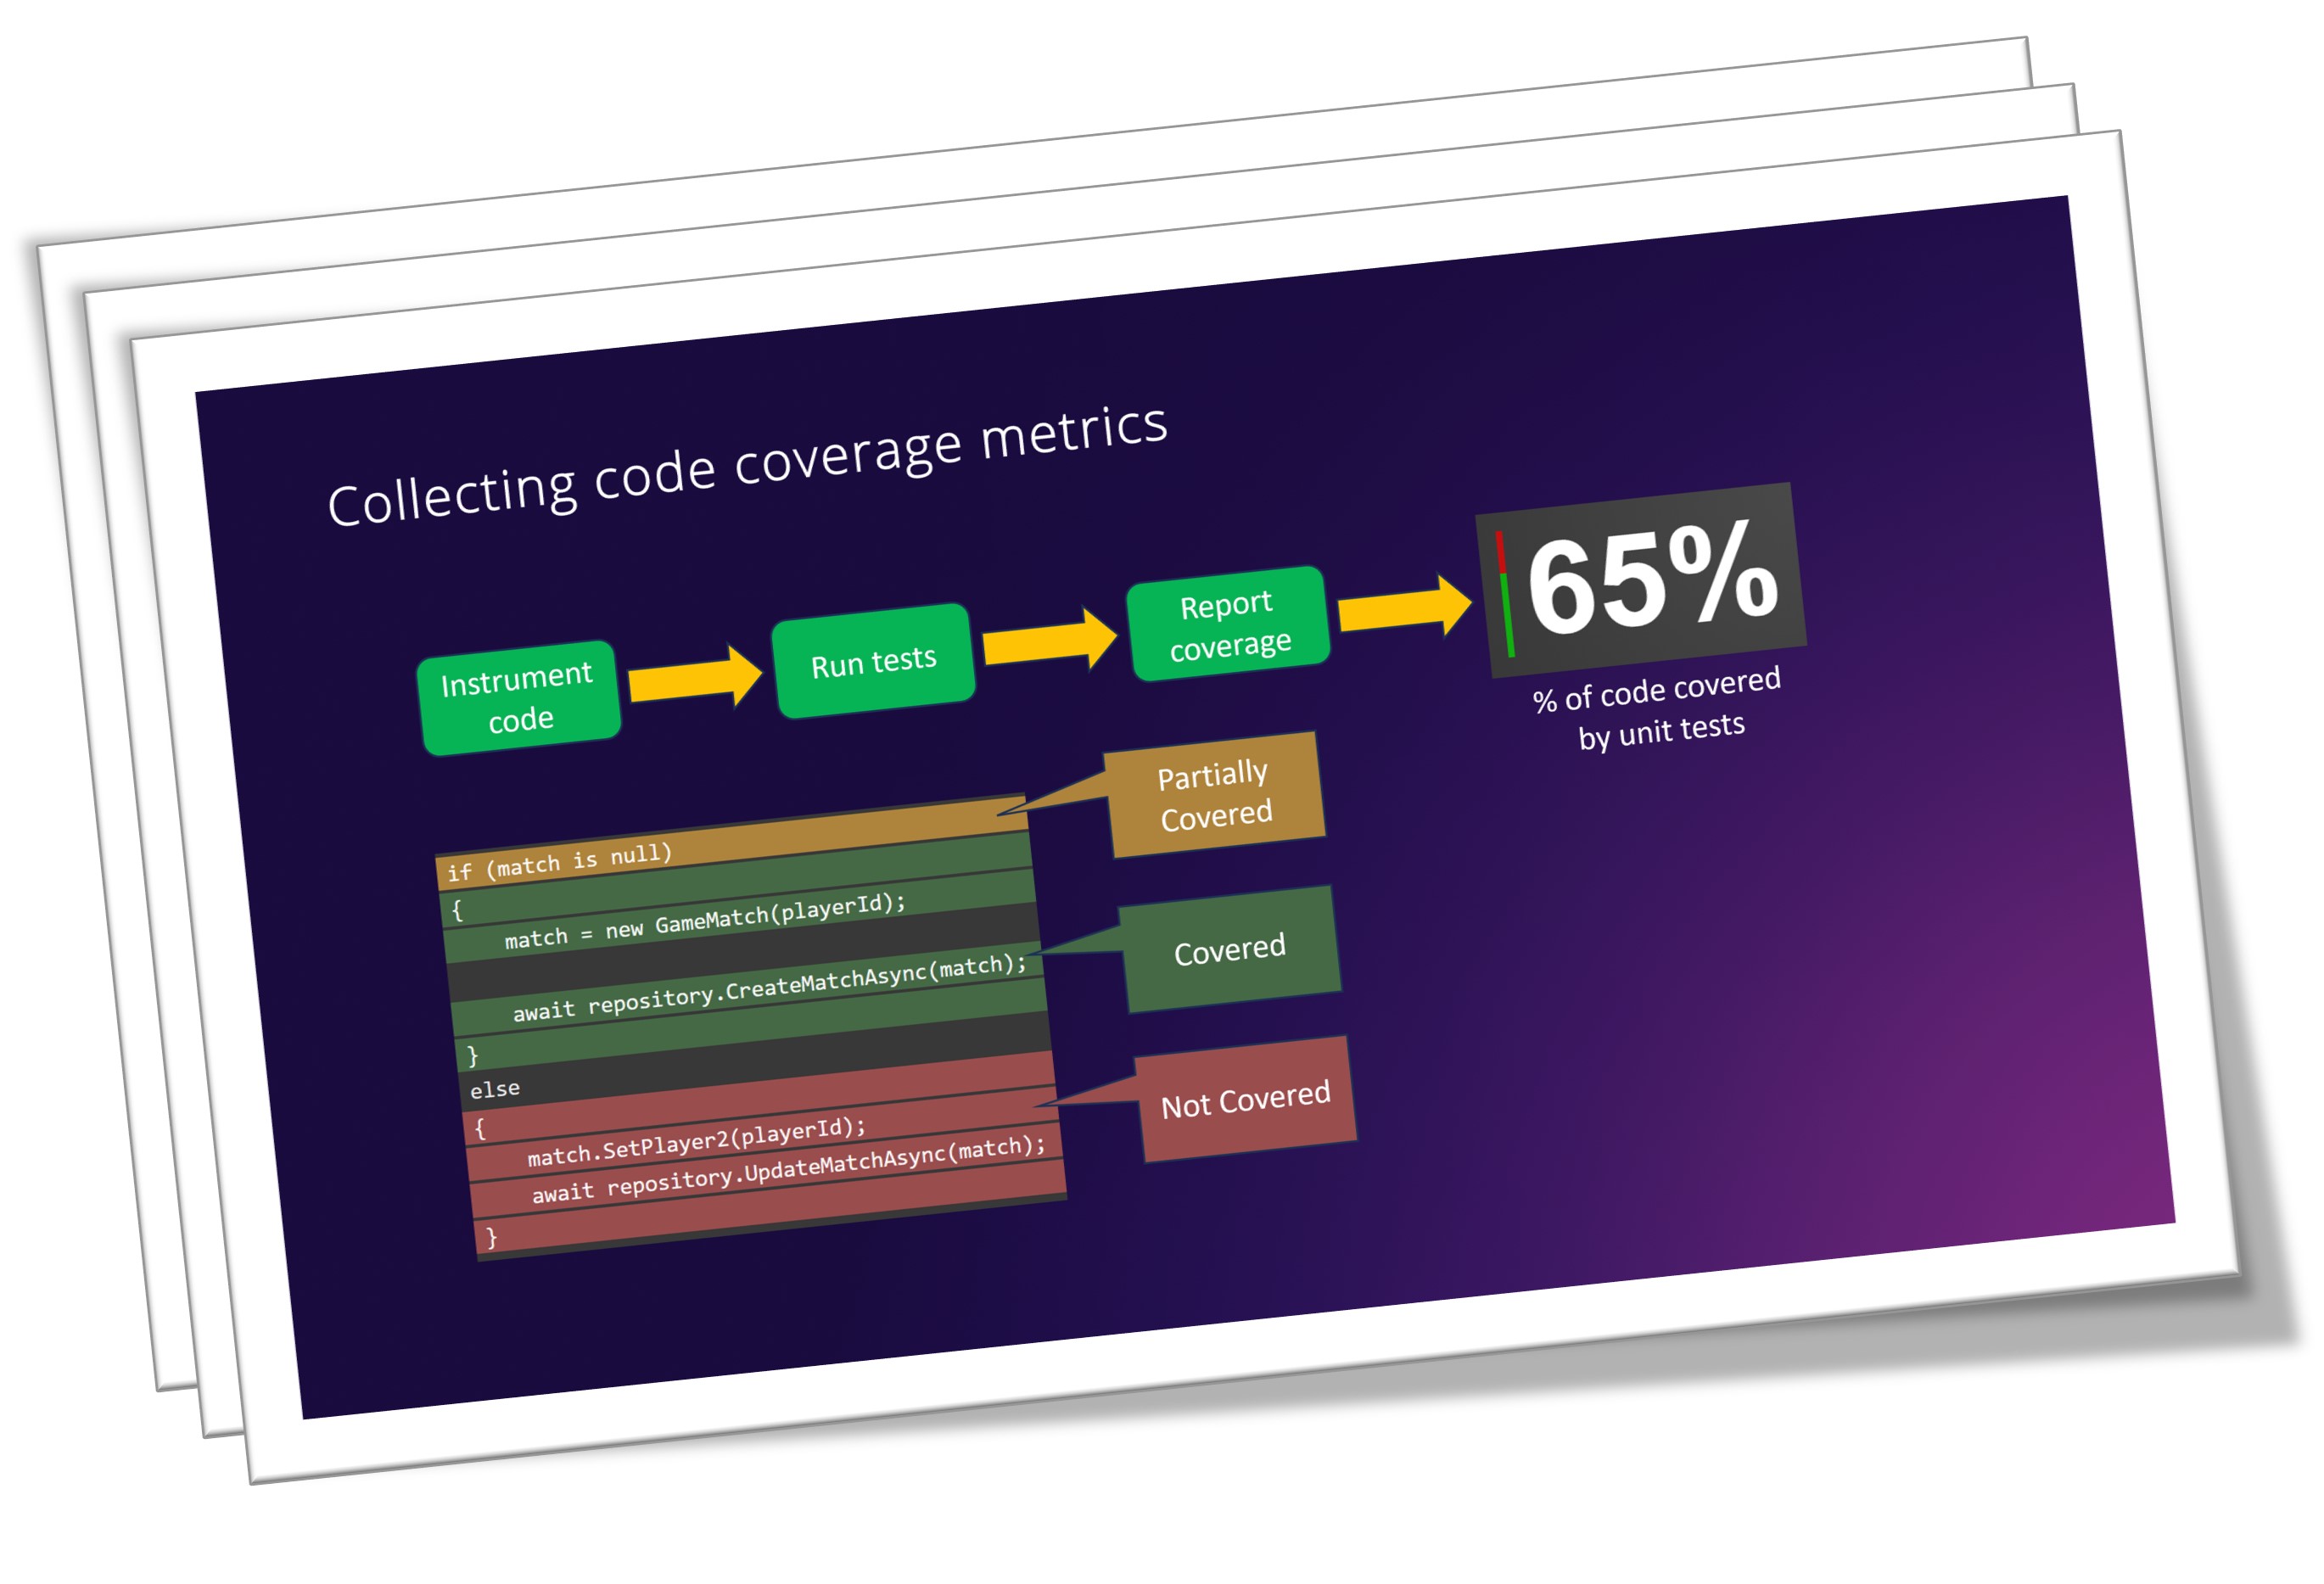 Collecting code coverage metrics
Instrument
code
Run tests
Report
coverage
65%
% of code covered
by unit tests
if (match is null)
{
match = new GameMatch(playerId);
await repository.CreateMatchAsync(match);
}
else
{
match.SetPlayer2(playerId);
await repository.UpdateMatchAsync(match);
}
Partially
Covered
Covered
Not Covered